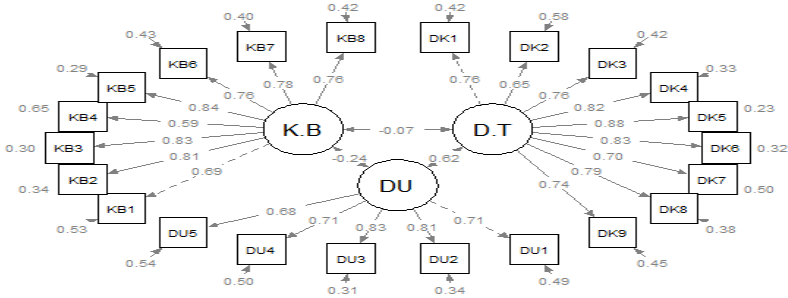 0.40 0.42 0.42 0.58
0.43 KB7 KB8 DK1 DK2 0.42
KB6 DK3
0.29 0.78 0.76 0.76 0.65 0.33
KB5 0.76 0.76 DK4
0.65 KB4 0.84 0.82 DK5 0.23
0.59 K.B -0.07 D.T 0.88
0.30 KB3 0.83 0.83 DK6 0.32
0.81 -0.24 0.62 0.70
0.34 KB2 0.69 DU 0.79 DK7 0.50
KB1 0.74 DK8
0.53 0.68 0.71 0.83 0.81 0.71 0.38
DU5 DK9
DU4 DU3 DU2 DU1
0.54 0.45
0.50 0.31 0.34 0.49